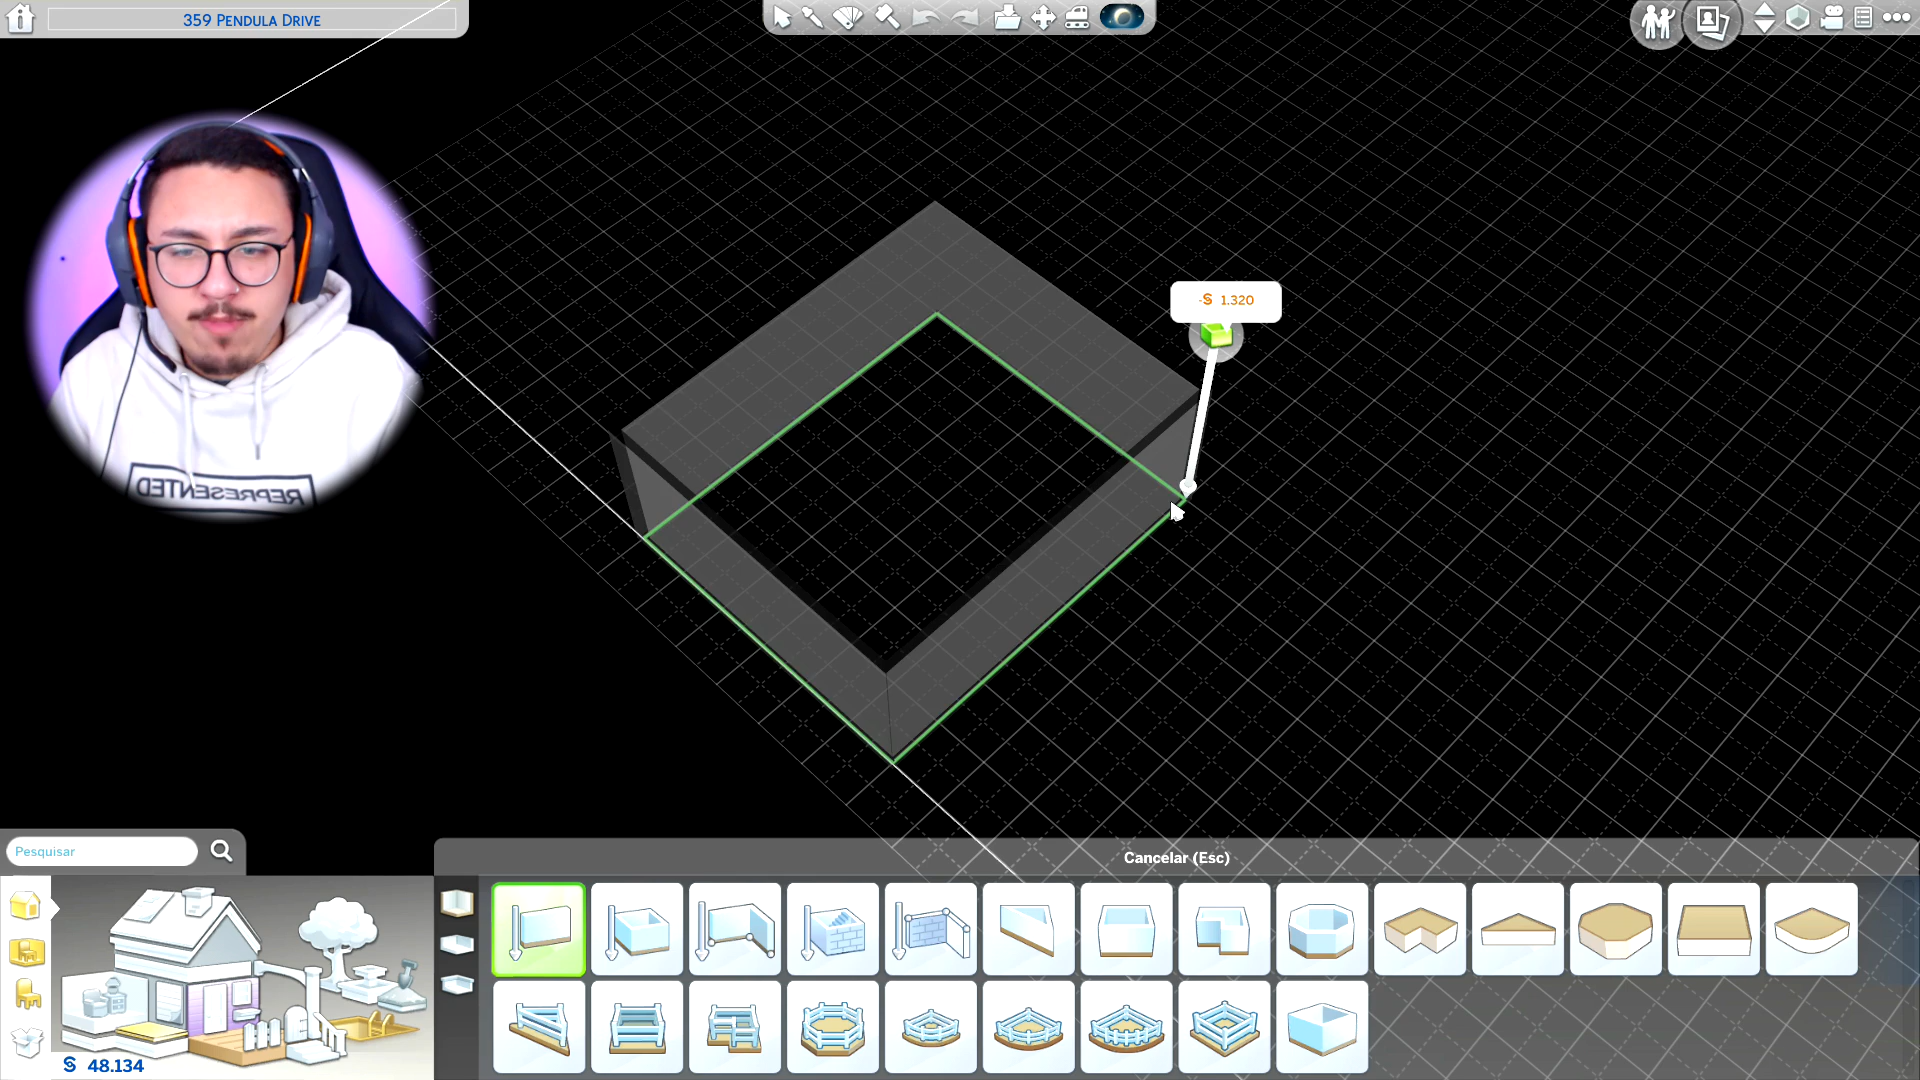 359 Pendula Drive
-§ 1.320
REPRESENTED
Cancelar (Esc)
Pesquisar
§ 48.134